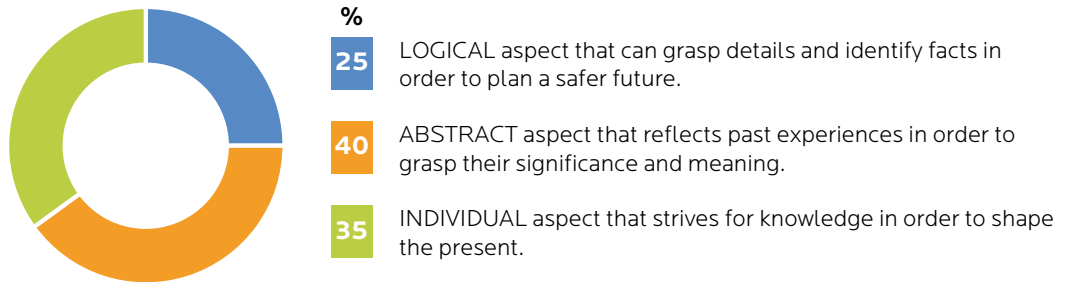 %
25
LOGICAL aspect that can grasp details and identify facts in
order to plan a safer future.
40
ABSTRACT aspect that reflects past experiences in order to
grasp their significance and meaning.
35
INDIVIDUAL aspect that strives for knowledge in order to shape
the present.